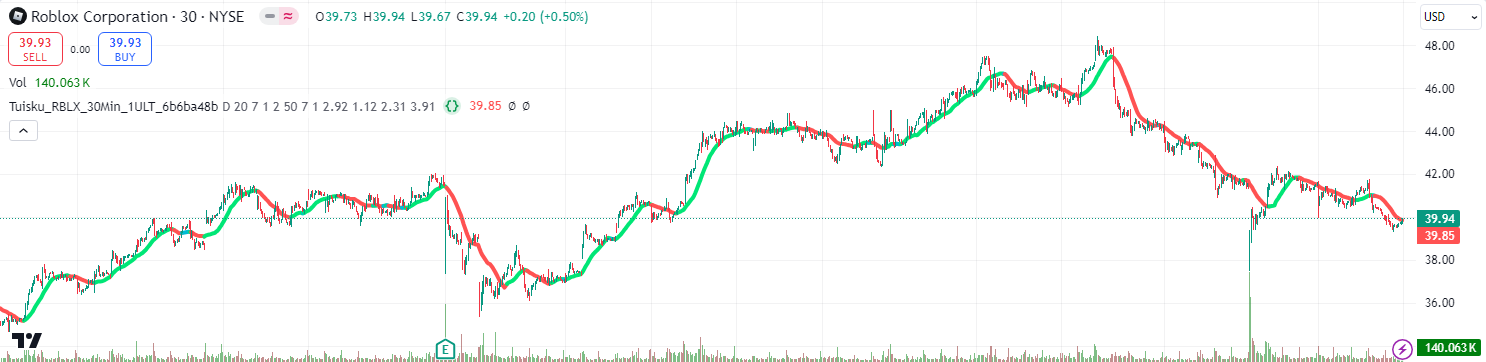 Roblox Corporation · 30 · NYSE O39.73 H39.94 L39.67 C39.94 +0.20 (+0.50%)
USD
39.93 SELL 0.00 39.93 BUY
Vol 140.063 K
Tuisku_RBLX_30Min_1ULT_6b6ba48b D 20 7 1 2 50 7 1 2.92 1.12 2.31 3.91 {} 39.85 Ø Ø
48.00
46.00
44.00
42.00
39.94
39.85
38.00
36.00
E
140.063 K